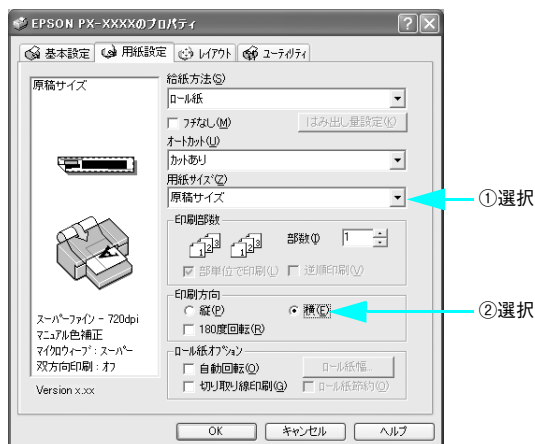 EPSON PX-XXXXのプロパティ
基本設定 用紙設定 レイアウト ユーティリティ
原稿サイズ
給紙方法(S)
ロール紙
フチなし(M) はみ出し量設定(K)
オートカット(U)
カットあり
用紙サイズ(Z)
原稿サイズ
①選択
印刷部数
部数(I) 1
部単位で印刷(L) 逆順印刷(V)
印刷方向
縦(P) 横(E)
②選択
180度回転(R)
スーパーファイン - 720dpi
マニュアル色補正
マイクロウィーブ:スーパー
双方向印刷:オフ
Version x.xx
ロール紙オプション
自動回転(O) ロール紙幅...
切り取り線印刷(G) ロール紙節約(Q)
OK キャンセル ヘルプ